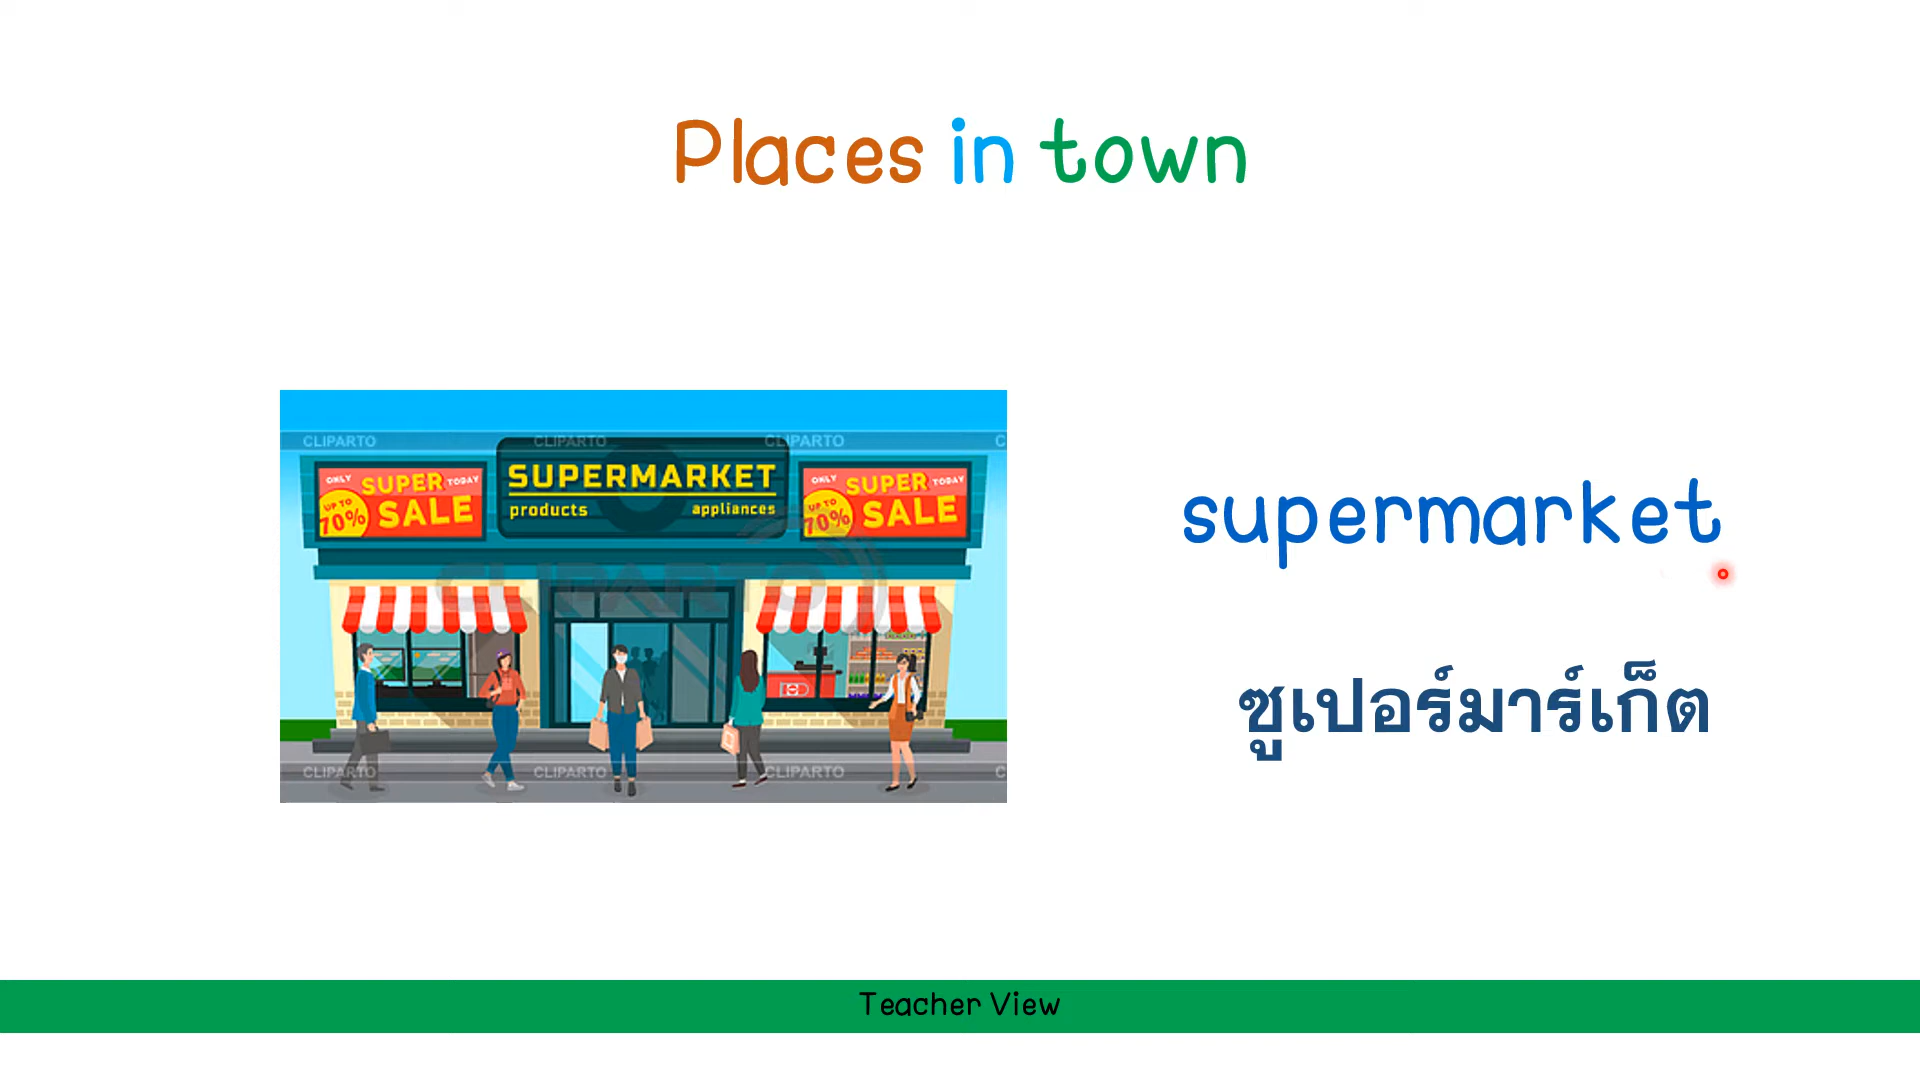 Places in town
CLIPARTO CLIPARTO CLIPARTO C
ONLY SUPER TODAY
UP TO 70% SALE
SUPERMARKET
products appliances
ONLY SUPER TODAY
UP TO 70% SALE
CLIPARTO
supermarket
ซูเปอร์มาร์เก็ต
CLIPARTO CLIPARTO CLIPARTO C
Teacher View